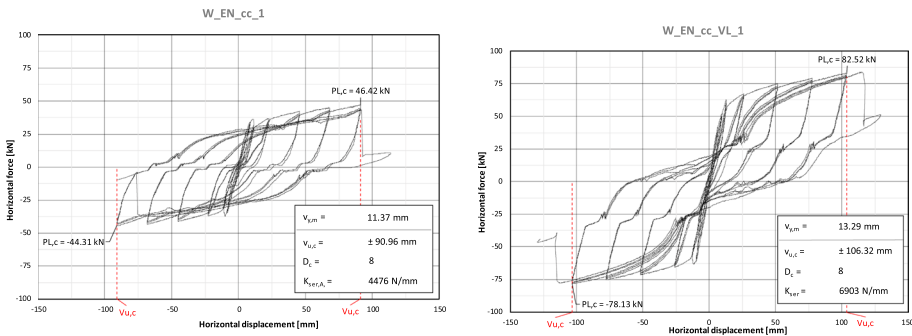 W_EN_cc_1
100
75
50
25
0
-25
-50
-75
-100
Horizontal force [kN]
PL,c = 46.42 kN
PL,c = -44.31 kN
vy,m = 11.37 mm
vu,c = ± 90.96 mm
Dc = 8
Kser,A, = 4476 N/mm
-150 -100 -50 0 50 100 150
Vu,c Vu,c
Horizontal displacement [mm]
W_EN_cc_VL_1
100
75
50
25
0
-25
-50
-75
-100
Horizontal force [kN]
PL,c = 82.52 kN
PL,c = -78.13 kN
vy,m = 13.29 mm
vu,c = ± 106.32 mm
Dc = 8
Kser = 6903 N/mm
-150 -100 -50 0 50 100 150
Vu,c Vu,c
Horizontal displacement [mm]